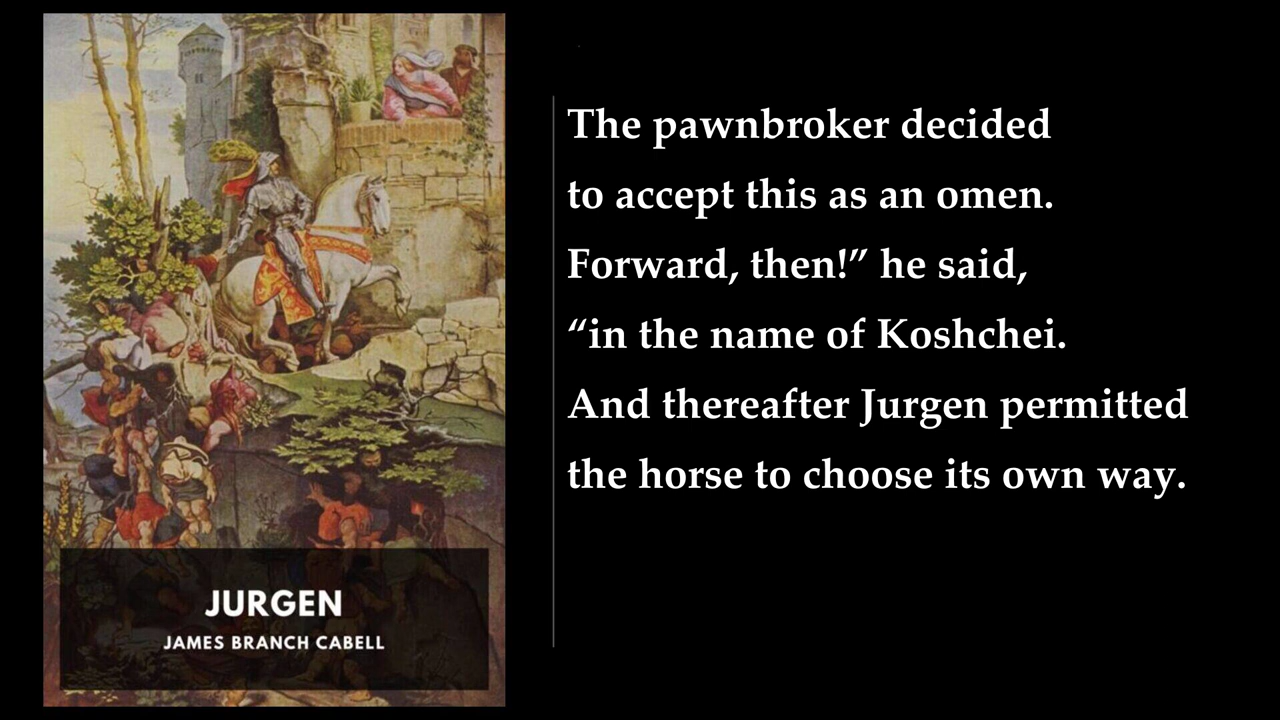 The pawnbroker decided
to accept this as an omen.
Forward, then!” he said,
“in the name of Koshchei.
And thereafter Jurgen permitted
the horse to choose its own way.
JURGEN
JAMES BRANCH CABELL